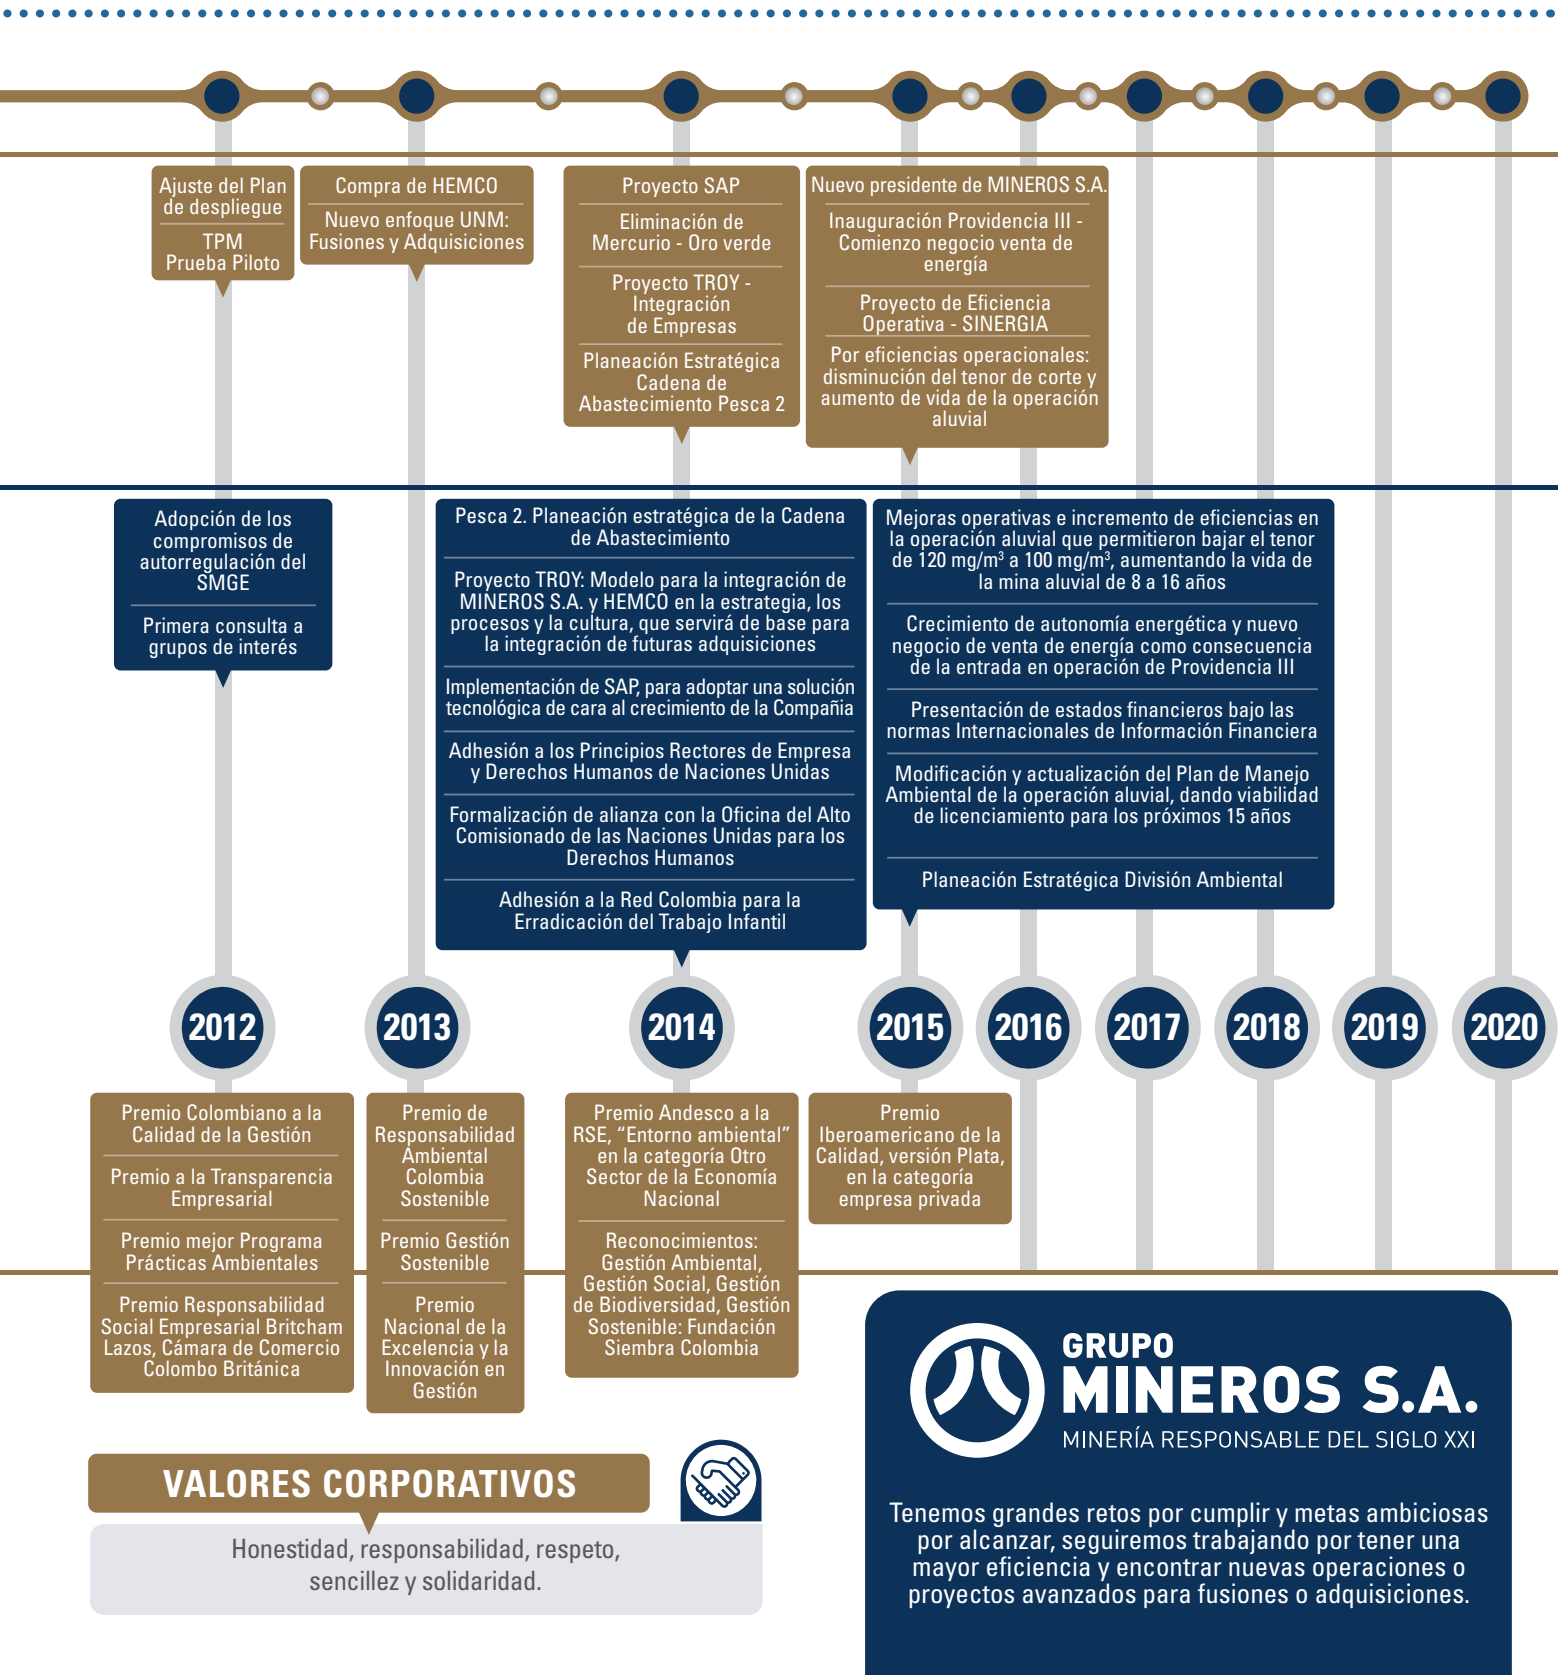 Ajuste del Plan
de despliegue
TPM
Prueba Piloto
Compra de HEMCO
Nuevo enfoque UNM:
Fusiones y Adquisiciones
Proyecto SAP
Eliminación de
Mercurio - Oro verde
Proyecto TROY -
Integración
de Empresas
Planeación Estratégica
Cadena de
Abastecimiento Pesca 2
Nuevo presidente de MINEROS S.A.
Inauguración Providencia III -
Comienzo negocio venta de
energía
Proyecto de Eficiencia
Operativa - SINERGIA
Por eficiencias operacionales:
disminución del tenor de corte y
aumento de vida de la operación
aluvial
Adopción de los
compromisos de
autorregulación del
SMGE
Primera consulta a
grupos de interés
Pesca 2. Planeación estratégica de la Cadena
de Abastecimiento
Proyecto TROY: Modelo para la integración de
MINEROS S.A. y HEMCO en la estrategia, los
procesos y la cultura, que servirá de base para
la integración de futuras adquisiciones
Implementación de SAP, para adoptar una solución
tecnológica de cara al crecimiento de la Compañia
Adhesión a los Principios Rectores de Empresa
y Derechos Humanos de Naciones Unidas
Formalización de alianza con la Oficina del Alto
Comisionado de las Naciones Unidas para los
Derechos Humanos
Adhesión a la Red Colombia para la
Erradicación del Trabajo Infantil
Mejoras operativas e incremento de eficiencias en
la operación aluvial que permitieron bajar el tenor
de 120 mg/m³ a 100 mg/m³, aumentando la vida de
la mina aluvial de 8 a 16 años
Crecimiento de autonomía energética y nuevo
negocio de venta de energía como consecuencia
de la entrada en operación de Providencia III
Presentación de estados financieros bajo las
normas Internacionales de Información Financiera
Modificación y actualización del Plan de Manejo
Ambiental de la operación aluvial, dando viabilidad
de licenciamiento para los próximos 15 años
Planeación Estratégica División Ambiental
2012
2013
2014
2015
2016
2017
2018
2019
2020
Premio Colombiano a la
Calidad de la Gestión
Premio a la Transparencia
Empresarial
Premio mejor Programa
Prácticas Ambientales
Premio Responsabilidad
Social Empresarial Britcham
Lazos, Cámara de Comercio
Colombo Británica
Premio de
Responsabilidad
Ambiental
Colombia
Sostenible
Premio Gestión
Sostenible
Premio
Nacional de la
Excelencia y la
Innovación en
Gestión
Premio Andesco a la
RSE, “Entorno ambiental”
en la categoría Otro
Sector de la Economía
Nacional
Reconocimientos:
Gestión Ambiental,
Gestión Social, Gestión
de Biodiversidad, Gestión
Sostenible: Fundación
Siembra Colombia
Premio
Iberoamericano de la
Calidad, versión Plata,
en la categoría
empresa privada
VALORES CORPORATIVOS
Honestidad, responsabilidad, respeto,
sencillez y solidaridad.
GRUPO
MINEROS S.A.
MINERÍA RESPONSABLE DEL SIGLO XXI
Tenemos grandes retos por cumplir y metas ambiciosas
por alcanzar, seguiremos trabajando por tener una
mayor eficiencia y encontrar nuevas operaciones o
proyectos avanzados para fusiones o adquisiciones.